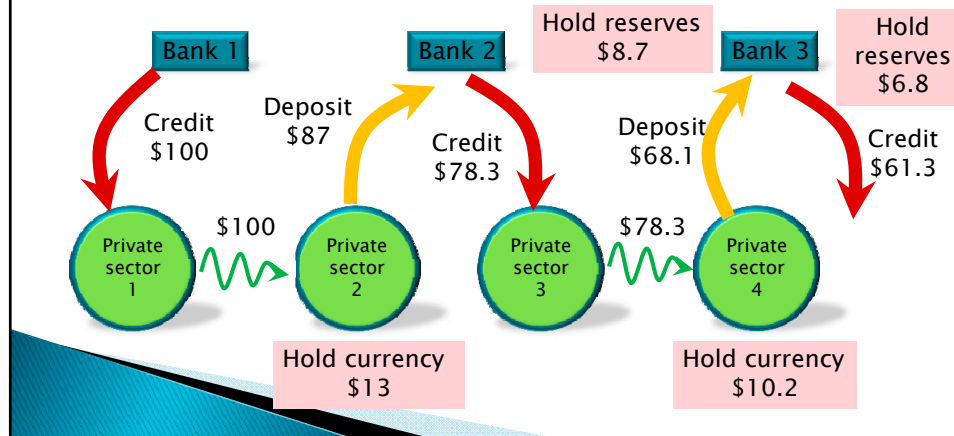 Bank 1
Bank 2
Hold reserves
$8.7
Bank 3
Hold
reserves
$6.8
Credit
$100
Deposit
$87
Credit
$78.3
Deposit
$68.1
Credit
$61.3
Private
sector
1
$100
Private
sector
2
Private
sector
3
$78.3
Private
sector
4
Hold currency
$13
Hold currency
$10.2